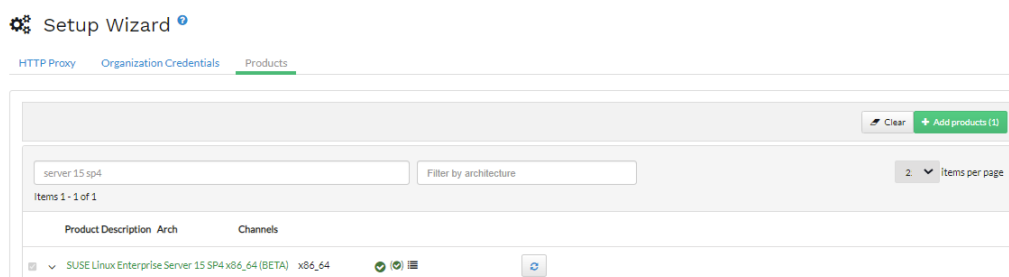 Setup Wizard ?
HTTP Proxy Organization Credentials Products
Clear + Add products (1)
server 15 sp4 Filter by architecture 2 items per page
Items 1 - 1 of 1
Product Description Arch Channels
SUSE Linux Enterprise Server 15 SP4 x86_64 (BETA) x86_64